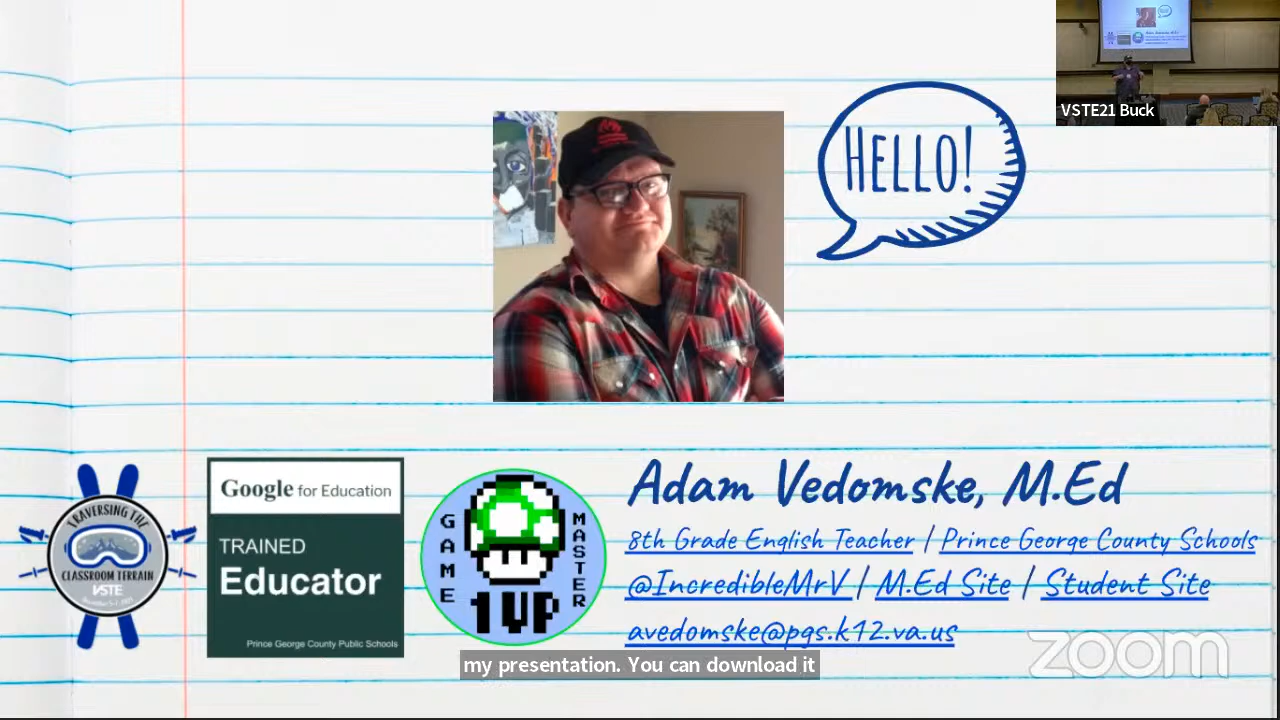 VSTE21 Buck
HELLO!
TRAVERSING THE
CLASSROOM TERRAIN
VSTE
Google for Education
TRAINED
Educator
Prince George County Public Schools
GAME
MASTER
1UP
Adam Vedomske, M.Ed
8th Grade English Teacher | Prince George County Schools
@IncredibleMrV | M.Ed Site | Student Site
avedomske@pgs.k12.va.us
my presentation. You can download it
zoom